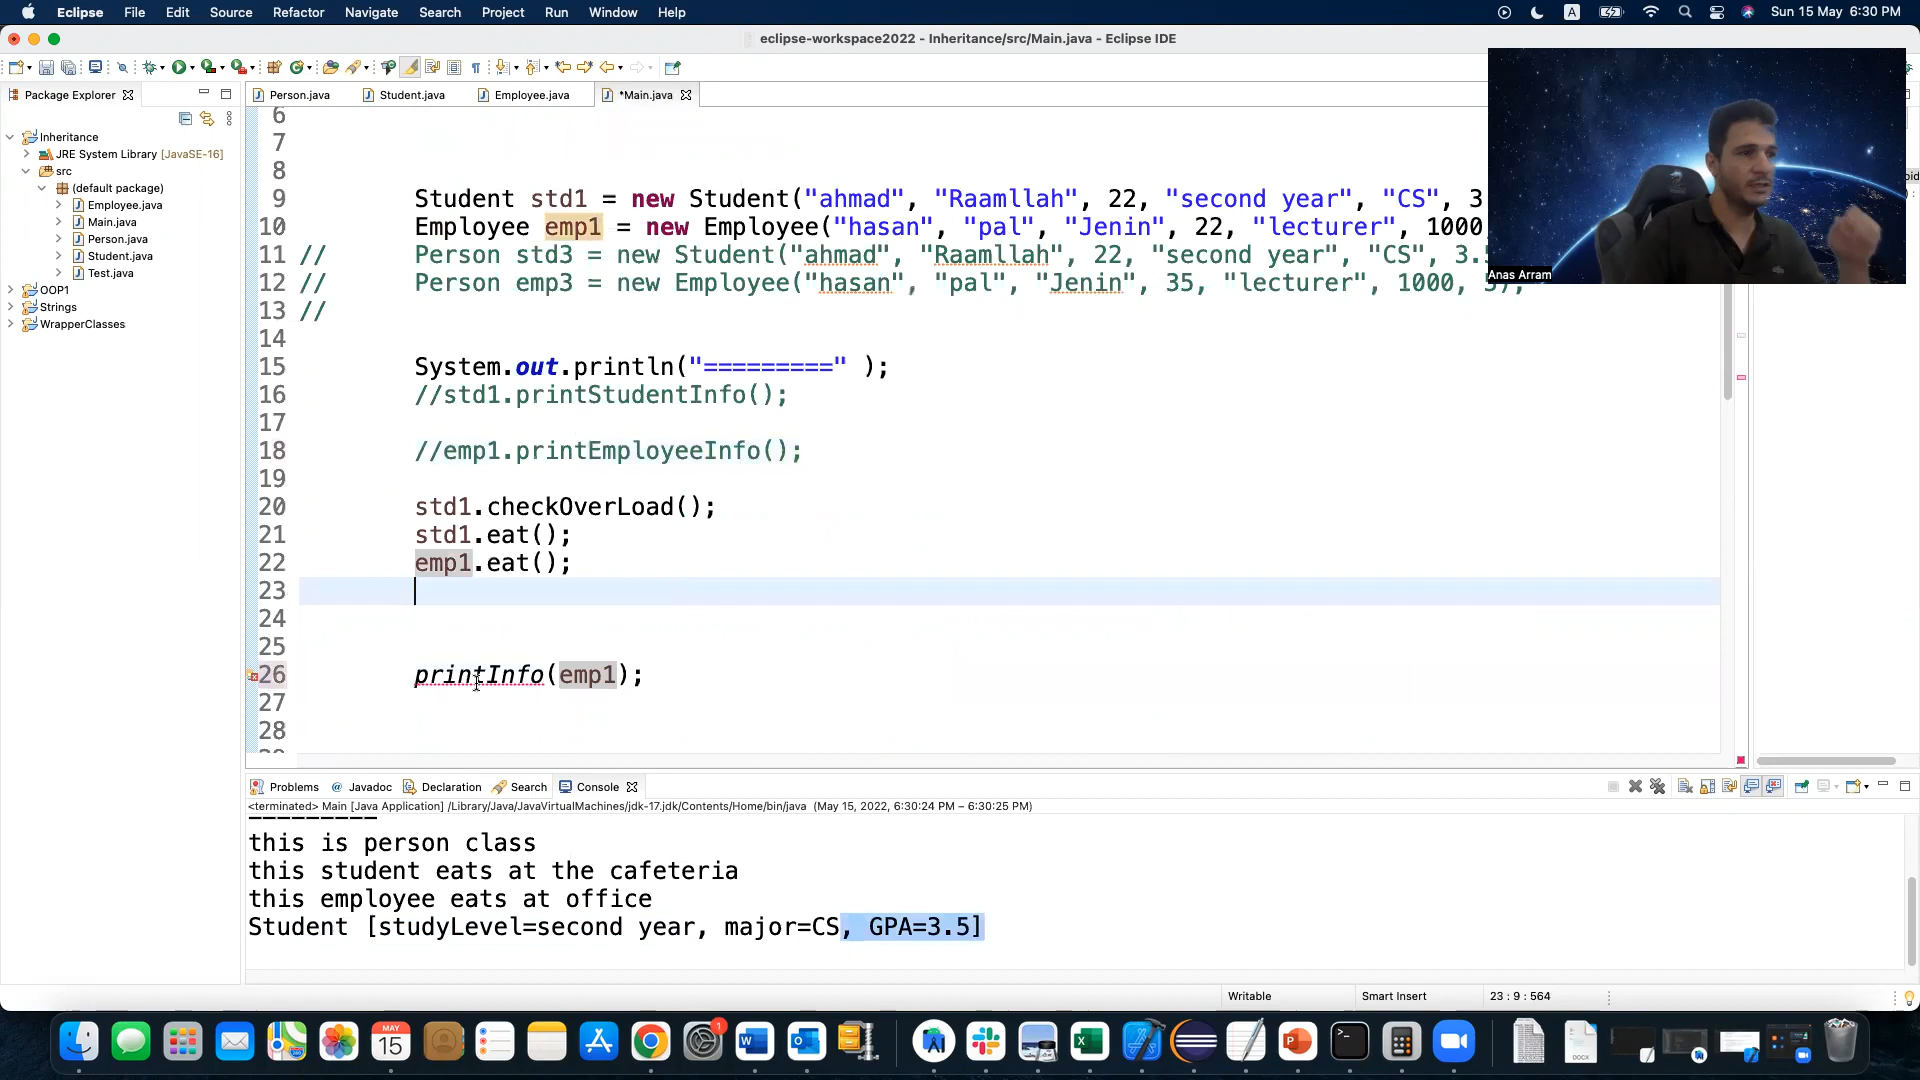 Eclipse File Edit Source Refactor Navigate Search Project Run Window Help A Sun 15 May 6:30 PM
eclipse-workspace2022 - Inheritance/src/Main.java - Eclipse IDE
Package Explorer
Person.java Student.java Employee.java *Main.java
Inheritance
JRE System Library [JavaSE-16]
src
(default package)
Employee.java
Main.java
Person.java
Student.java
Test.java
OOP1
Strings
WrapperClasses
6
7
8
9 Student std1 = new Student("ahmad", "Raamllah", 22, "second year", "CS", 3
10 Employee emp1 = new Employee("hasan", "pal", "Jenin", 22, "lecturer", 1000
11 // Person std3 = new Student("ahmad", "Raamllah", 22, "second year", "CS", 3.
12 // Person emp3 = new Employee("hasan", "pal", "Jenin", 35, "lecturer", 1000, 5);
13 //
14
15 System.out.println("=========" );
16 //std1.printStudentInfo();
17
18 //emp1.printEmployeeInfo();
19
20 std1.checkOverLoad();
21 std1.eat();
22 emp1.eat();
23
24
25
26 printInfo(emp1);
27
28
Anas Arram
Problems Javadoc Declaration Search Console
<terminated> Main [Java Application] /Library/Java/JavaVirtualMachines/jdk-17.jdk/Contents/Home/bin/java (May 15, 2022, 6:30:24 PM – 6:30:25 PM)
this is person class
this student eats at the cafeteria
this employee eats at office
Student [studyLevel=second year, major=CS, GPA=3.5]
Writable Smart Insert 23 : 9 : 564
MAY
15
1
DOCX